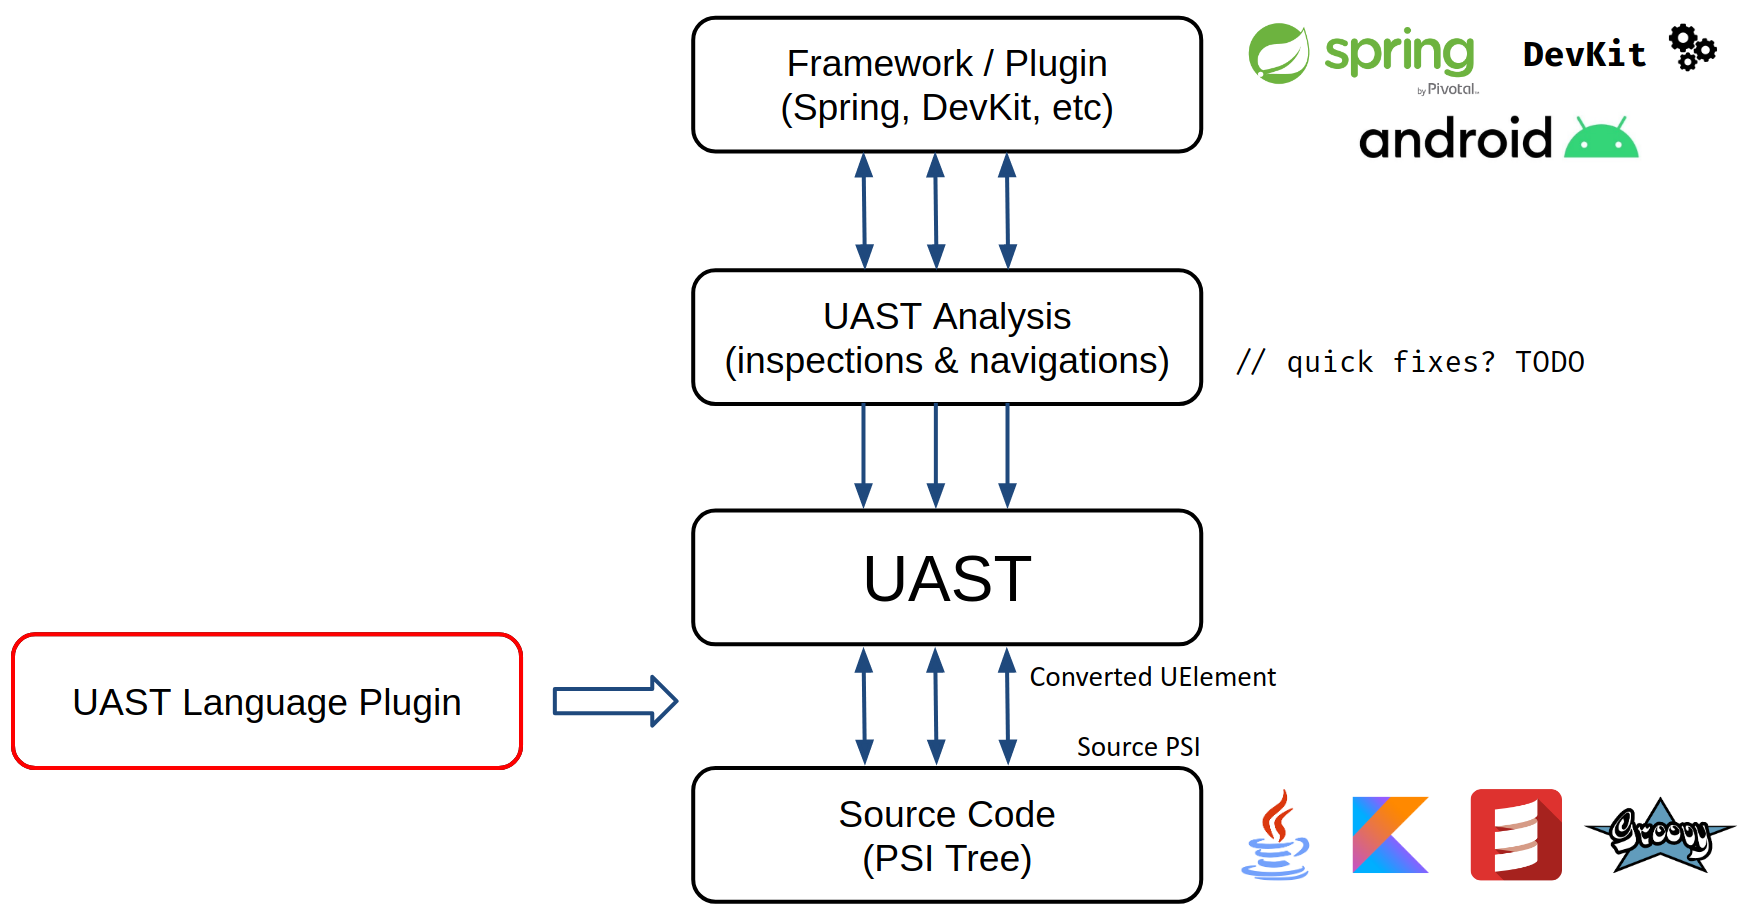 Framework / Plugin
(Spring, DevKit, etc)
spring
by Pivotal™
DevKit
android
UAST Analysis
(inspections & navigations)
// quick fixes? TODO
UAST
UAST Language Plugin
Converted UElement
Source PSI
Source Code
(PSI Tree)
Groovy